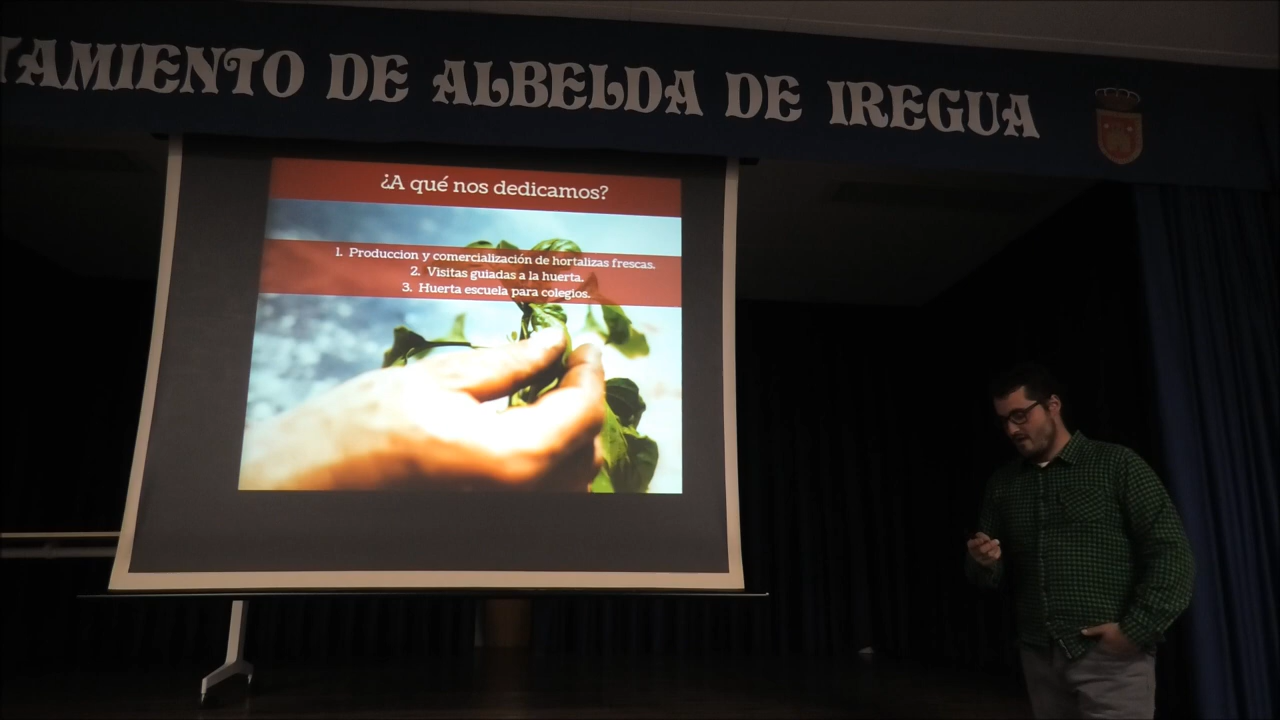 TAMIENTO DE ALBELDA DE IREGUA
¿A qué nos dedicamos?
1. Produccion y comercialización de hortalizas frescas.
2. Visitas guiadas a la huerta.
3. Huerta escuela para colegios.